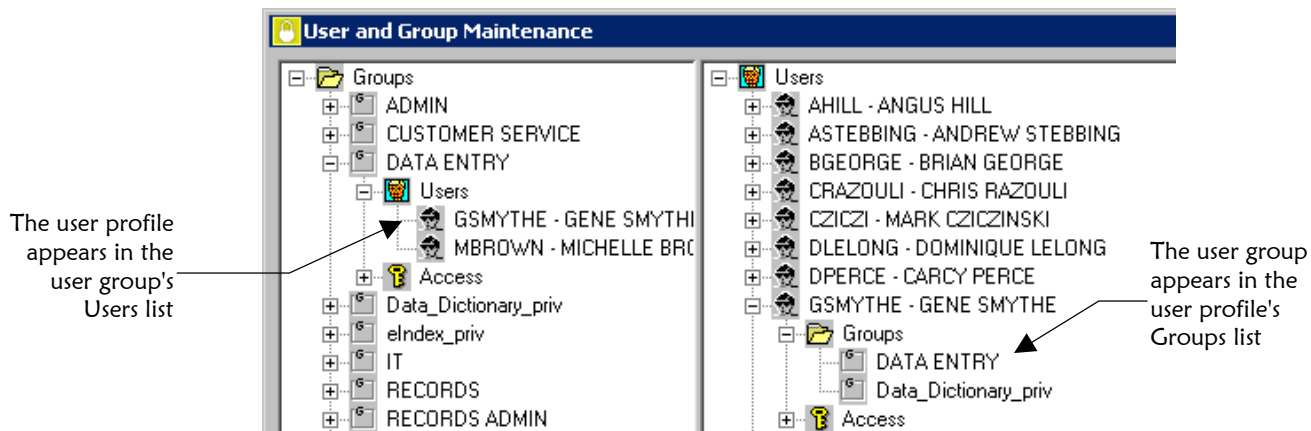 User and Group Maintenance
Groups
ADMIN
CUSTOMER SERVICE
DATA ENTRY
Users
GSMYTHE - GENE SMYTHI
MBROWN - MICHELLE BRO
Access
Data_Dictionary_priv
eIndex_priv
IT
RECORDS
RECORDS ADMIN
Users
AHILL - ANGUS HILL
ASTEBBING - ANDREW STEBBING
BGEORGE - BRIAN GEORGE
CRAZOULI - CHRIS RAZOULI
CZICZI - MARK CZICZINSKI
DLELONG - DOMINIQUE LELONG
DPERCE - CARCY PERCE
GSMYTHE - GENE SMYTHE
Groups
DATA ENTRY
Data_Dictionary_priv
Access
The user profile
appears in the
user group's
Users list
The user group
appears in the
user profile's
Groups list